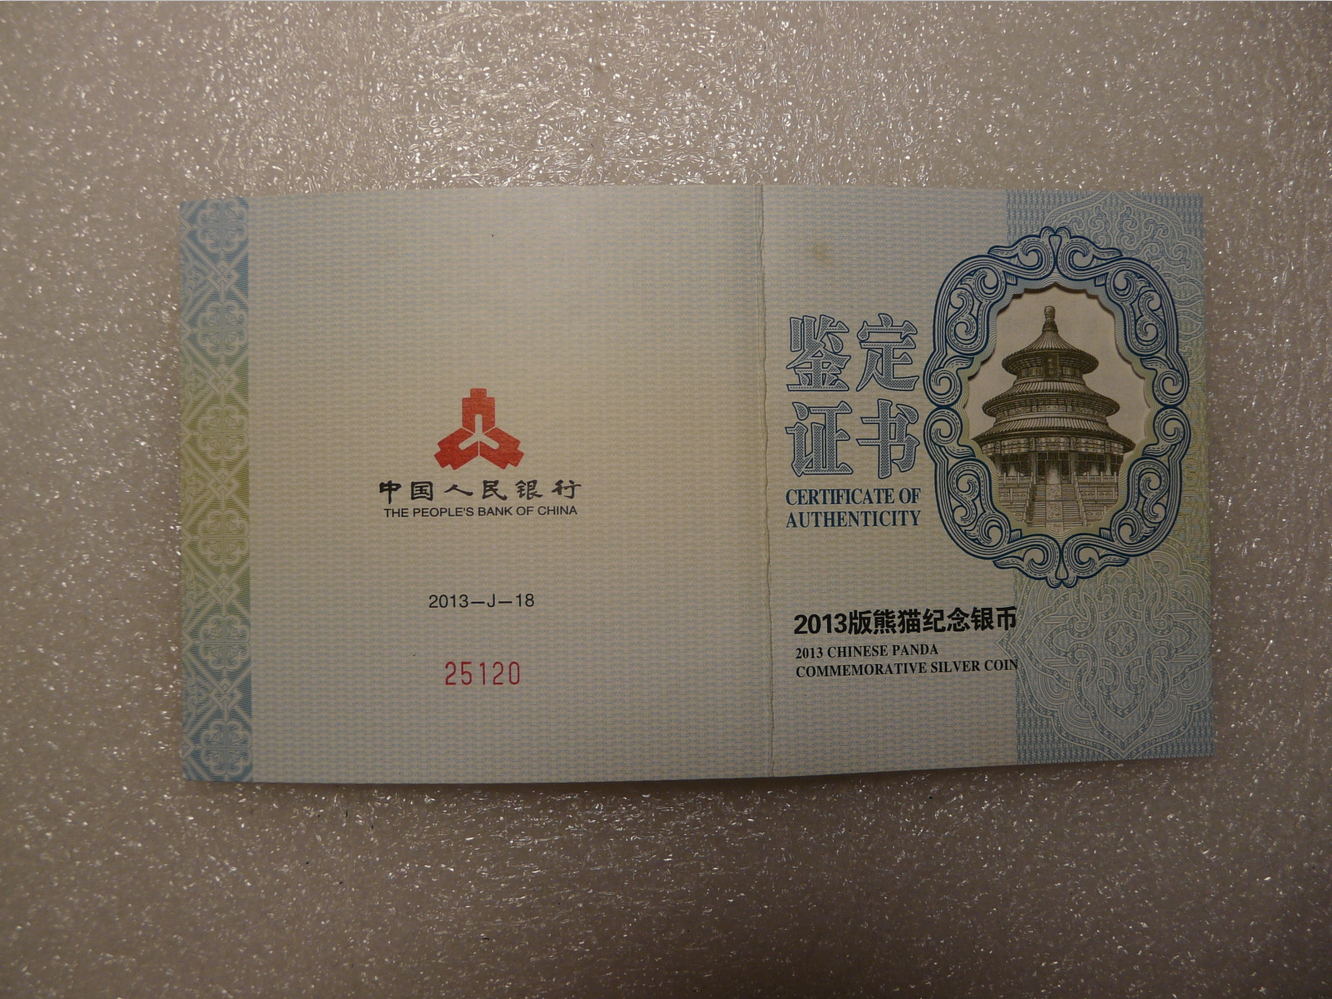 中国人民银行
THE PEOPLE'S BANK OF CHINA
2013—J—18
25120
鉴定
证书
CERTIFICATE OF
AUTHENTICITY
2013版熊猫纪念银币
2013 CHINESE PANDA
COMMEMORATIVE SILVER COIN